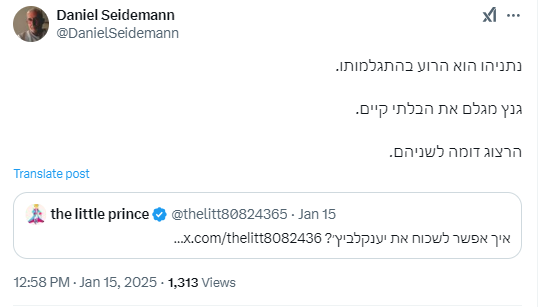 Daniel Seidemann
@DanielSeidemann
נתניהו הוא הרוע בהתגלמותו.
גנץ מגלם את הבלתי קיים.
הרצוג דומה לשניהם.
Translate post
the little prince @thelitt80824365 · Jan 15
איך אפשר לשכוח את יענקלביץ'? x.com/thelitt8082436...
12:58 PM · Jan 15, 2025 · 1,313 Views